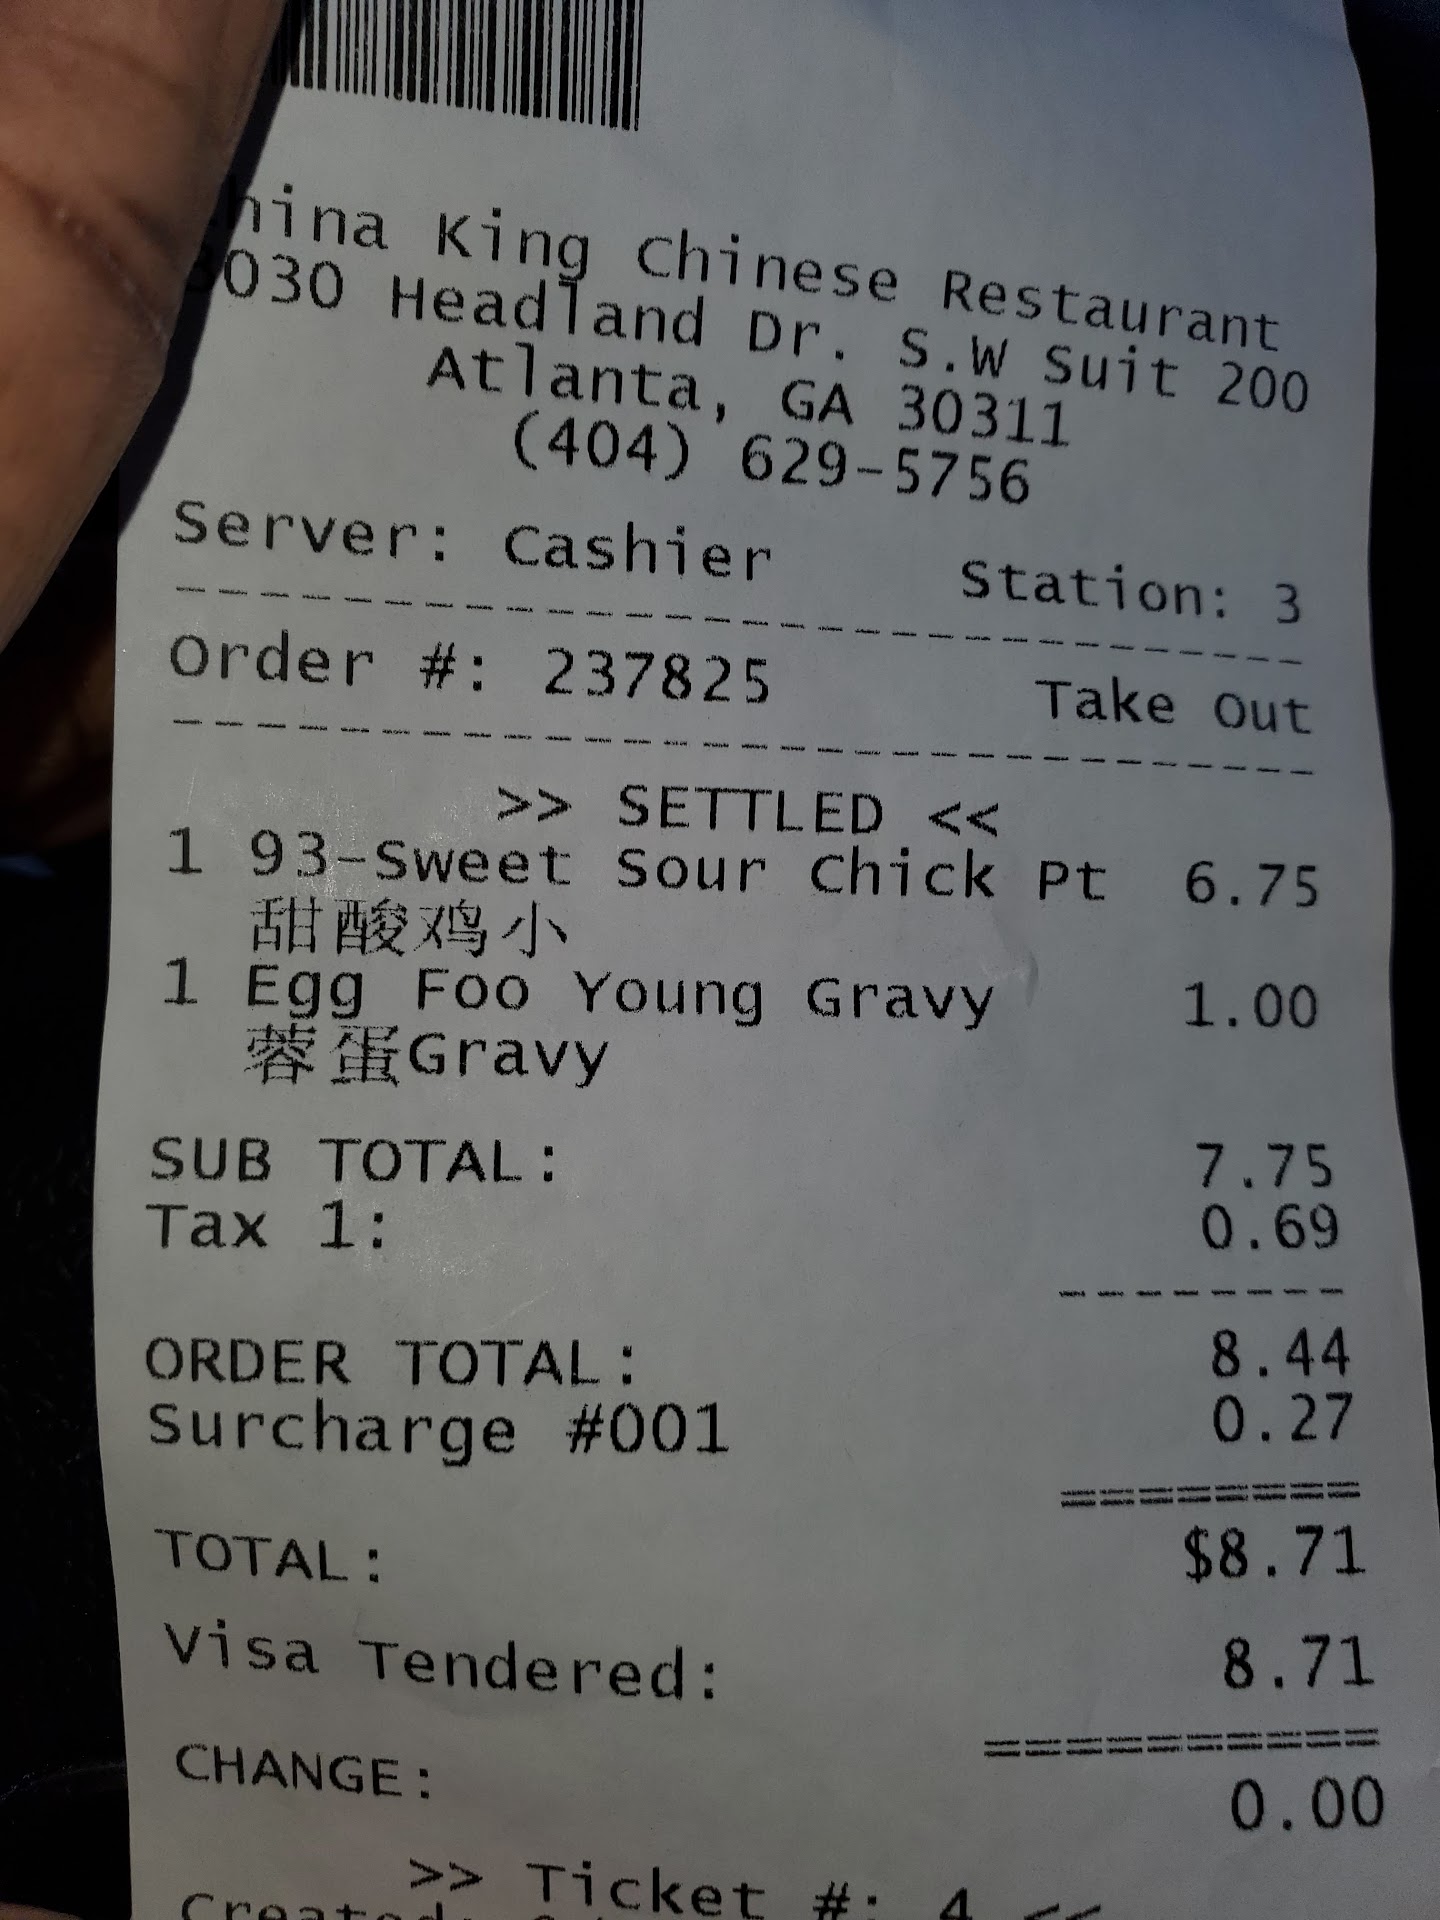 hina King Chinese Restaurant
3030 Headland Dr. S.W Suit 200
Atlanta, GA 30311
(404) 629-5756
Server: Cashier Station: 3
Order #: 237825 Take Out
>> SETTLED <<
1 93-Sweet Sour Chick Pt 6.75
甜酸鸡小
1 Egg Foo Young Gravy 1.00
蓉蛋Gravy
SUB TOTAL: 7.75
Tax 1: 0.69
ORDER TOTAL: 8.44
Surcharge #001 0.27
TOTAL: $8.71
Visa Tendered: 8.71
CHANGE: 0.00
>> Ticket #: 4 <<
Created: